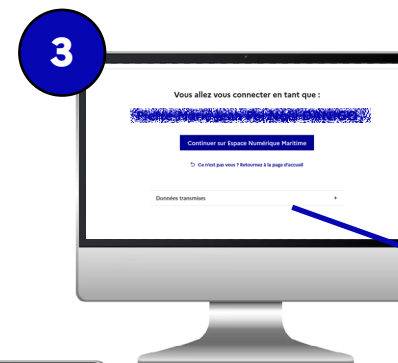 3
Vous allez vous connecter en tant que :
Continuer sur Espace Numérique Maritime
Ce n'est pas vous ? Retournez à la page d'accueil
Données transmises +